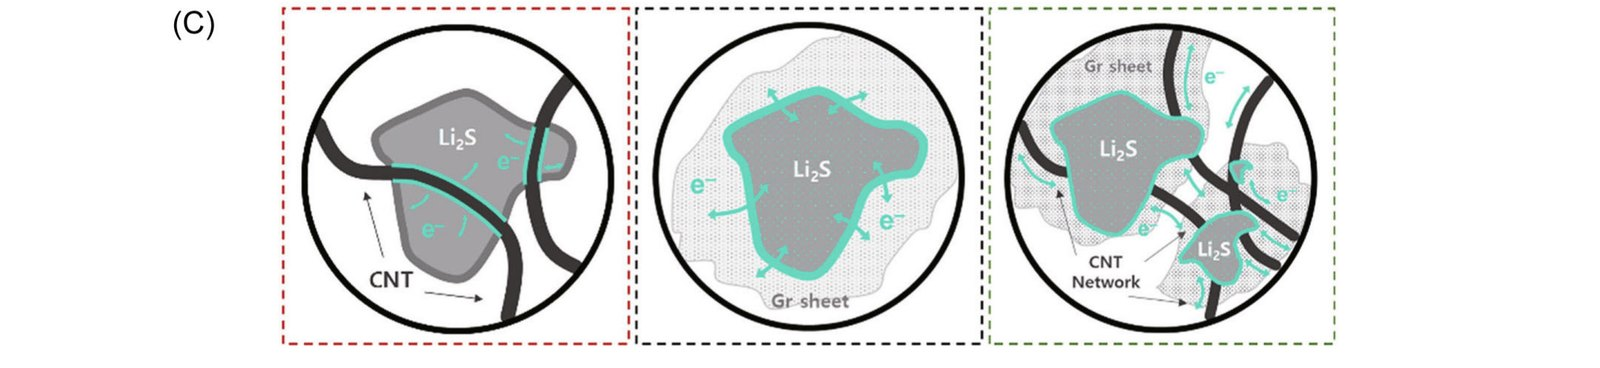 (C)
Li₂S
e⁻
e⁻
CNT
Li₂S
e⁻
e⁻
Gr sheet
Gr sheet
e⁻
Li₂S
e⁻
e⁻
Li₂S
CNT
Network